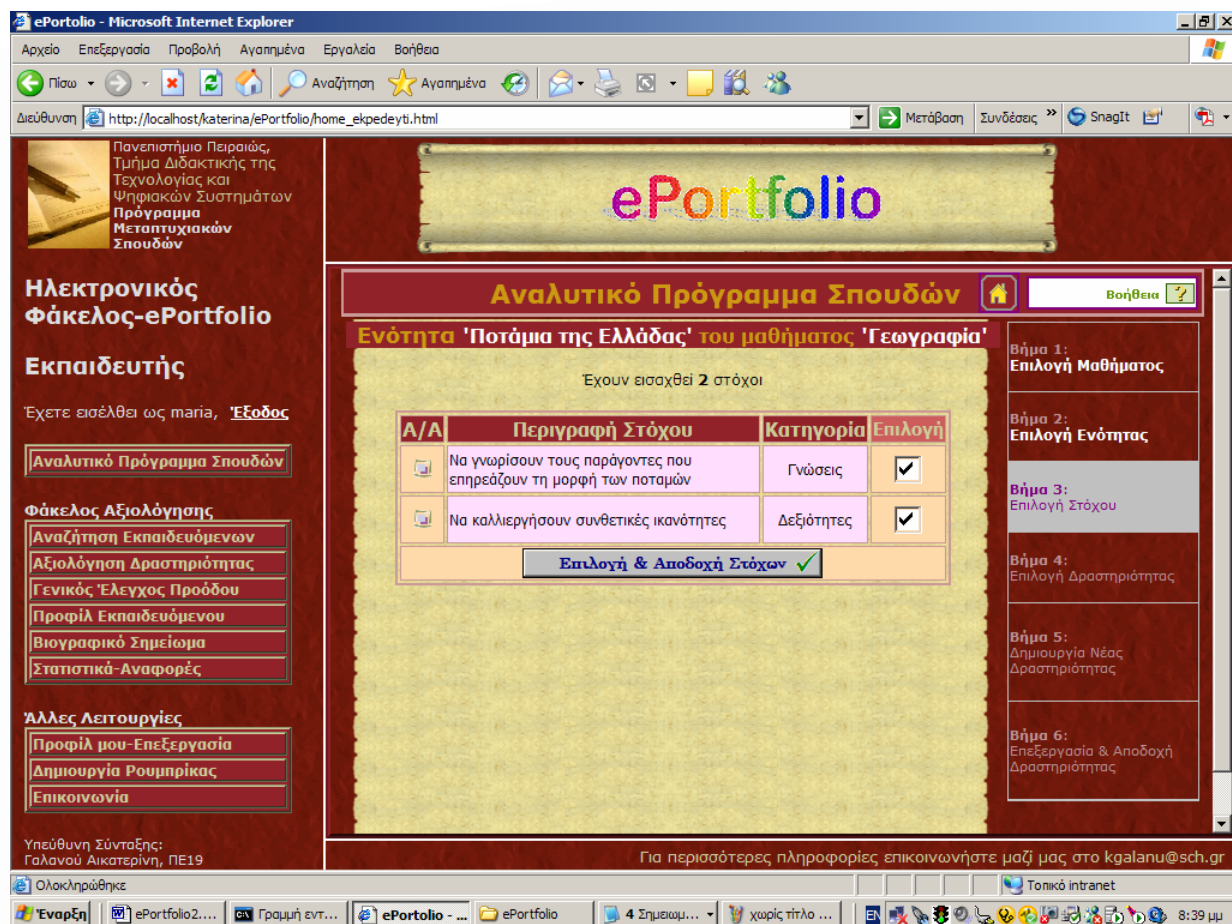 ePortolio - Microsoft Internet Explorer
Αρχείο Επεξεργασία Προβολή Αγαπημένα Εργαλεία Βοήθεια
Πίσω Αναζήτηση Αγαπημένα
Διεύθυνση http://localhost/katerina/ePortfolio/home_ekpedeyti.html Μετάβαση Συνδέσεις » SnagIt
Πανεπιστήμιο Πειραιώς,
Τμήμα Διδακτικής της
Τεχνολογίας και
Ψηφιακών Συστημάτων
Πρόγραμμα
Μεταπτυχιακών
Σπουδών
ePortfolio
Ηλεκτρονικός
Φάκελος-ePortfolio
Εκπαιδευτής
Έχετε εισέλθει ως maria, Έξοδος
Αναλυτικό Πρόγραμμα Σπουδών
Φάκελος Αξιολόγησης
Αναζήτηση Εκπαιδευόμενων
Αξιολόγηση Δραστηριότητας
Γενικός Έλεγχος Προόδου
Προφίλ Εκπαιδευόμενου
Βιογραφικό Σημείωμα
Στατιστικά-Αναφορές
Άλλες Λειτουργίες
Προφίλ μου-Επεξεργασία
Δημιουργία Ρουμπρίκας
Επικοινωνία
Υπεύθυνη Σύνταξης:
Γαλανού Αικατερίνη, ΠΕ19
Αναλυτικό Πρόγραμμα Σπουδών
Βοήθεια ?
Ενότητα 'Ποτάμια της Ελλάδας' του μαθήματος 'Γεωγραφία'
Έχουν εισαχθεί 2 στόχοι
Α/Α Περιγραφή Στόχου Κατηγορία Επιλογή
Να γνωρίσουν τους παράγοντες που
επηρεάζουν τη μορφή των ποταμών
Γνώσεις
Να καλλιεργήσουν συνθετικές ικανότητες Δεξιότητες
Επιλογή & Αποδοχή Στόχων
Βήμα 1:
Επιλογή Μαθήματος
Βήμα 2:
Επιλογή Ενότητας
Βήμα 3:
Επιλογή Στόχου
Βήμα 4:
Επιλογή Δραστηριότητας
Βήμα 5:
Δημιουργία Νέας
Δραστηριότητας
Βήμα 6:
Επεξεργασία & Αποδοχή
Δραστηριότητας
Για περισσότερες πληροφορίες επικοινωνήστε μαζί μας στο kgalanu@sch.gr
Ολοκληρώθηκε Τοπικό intranet
Έναρξη ePortfolio2.... Γραμμή εντ... ePortolio - ... ePortfolio 4 Σημειωμ... χωρίς τίτλο ... EN 8:39 μμ